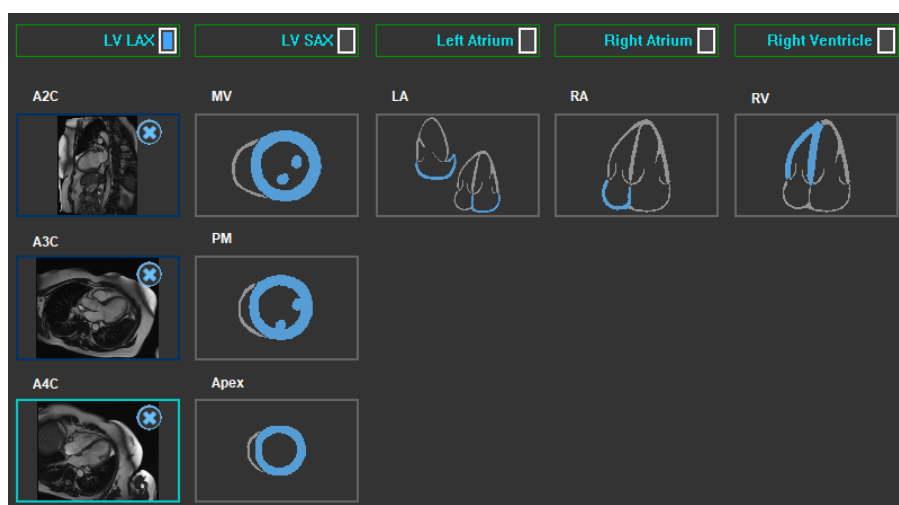 LV LAX LV SAX Left Atrium Right Atrium Right Ventricle
A2C MV LA RA RV
A3C PM
A4C Apex